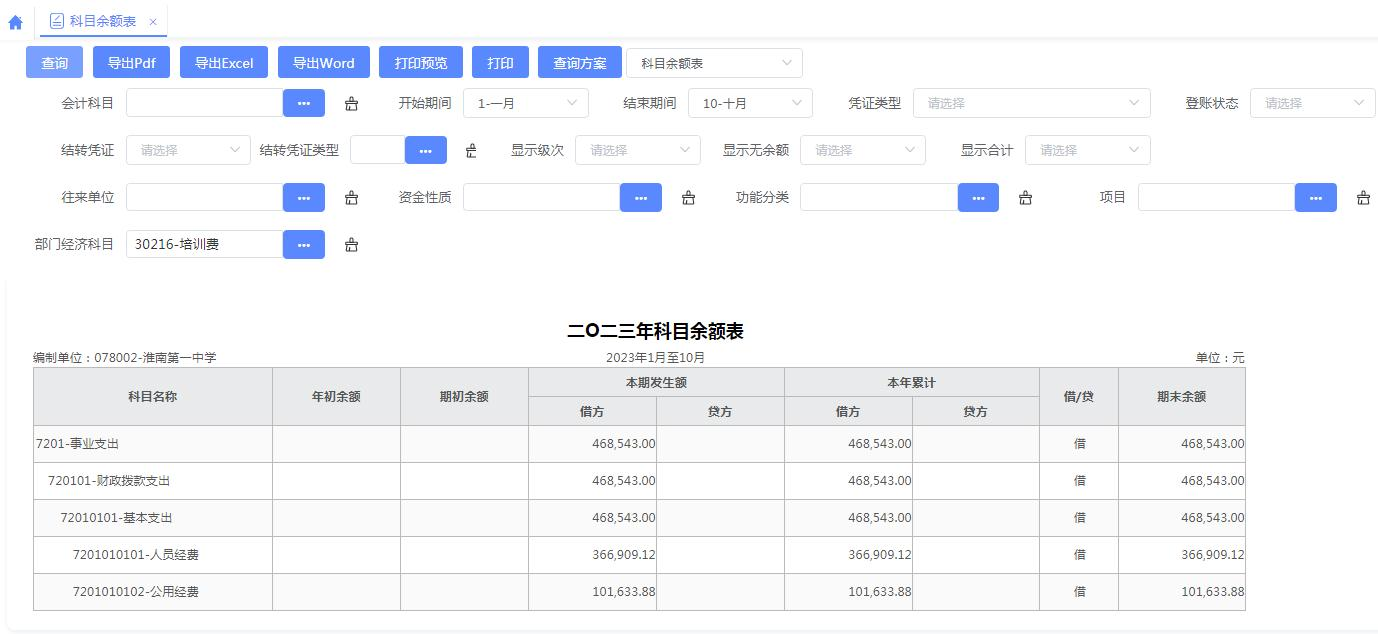 科目余额表 ×
查询 导出Pdf 导出Excel 导出Word 打印预览 打印 查询方案 科目余额表
会计科目 ... 开始期间 1-一月 结束期间 10-十月 凭证类型 请选择 登账状态 请选择
结转凭证 请选择 结转凭证类型 ... 显示级次 请选择 显示无余额 请选择 显示合计 请选择
往来单位 ... 资金性质 ... 功能分类 ... 项目 ...
部门经济科目 30216-培训费 ...
二〇二三年科目余额表
编制单位：078002-淮南第一中学 2023年1月至10月 单位：元
科目名称 年初余额 期初余额 本期发生额 本年累计 借/贷 期末余额
借方 贷方 借方 贷方
7201-事业支出 468,543.00 468,543.00 借 468,543.00
720101-财政拨款支出 468,543.00 468,543.00 借 468,543.00
72010101-基本支出 468,543.00 468,543.00 借 468,543.00
7201010101-人员经费 366,909.12 366,909.12 借 366,909.12
7201010102-公用经费 101,633.88 101,633.88 借 101,633.88